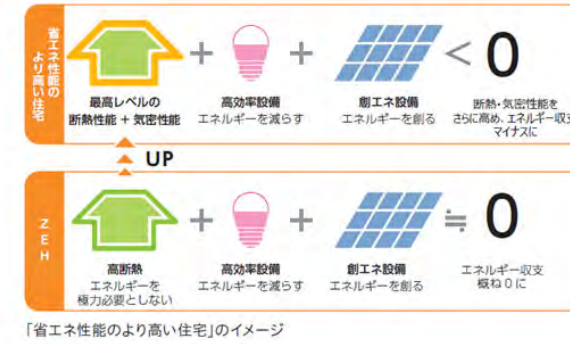 省エネ性能の
より高い住宅
+
+
< 0
最高レベルの
断熱性能 + 気密性能
高効率設備
エネルギーを減らす
創エネ設備
エネルギーを創る
断熱・気密性能を
さらに高め、エネルギー収支
マイナスに
UP
ZEH
+
+
≒ 0
高断熱
エネルギーを
極力必要としない
高効率設備
エネルギーを減らす
創エネ設備
エネルギーを創る
エネルギー収支
概ね0に
「省エネ性能のより高い住宅」のイメージ